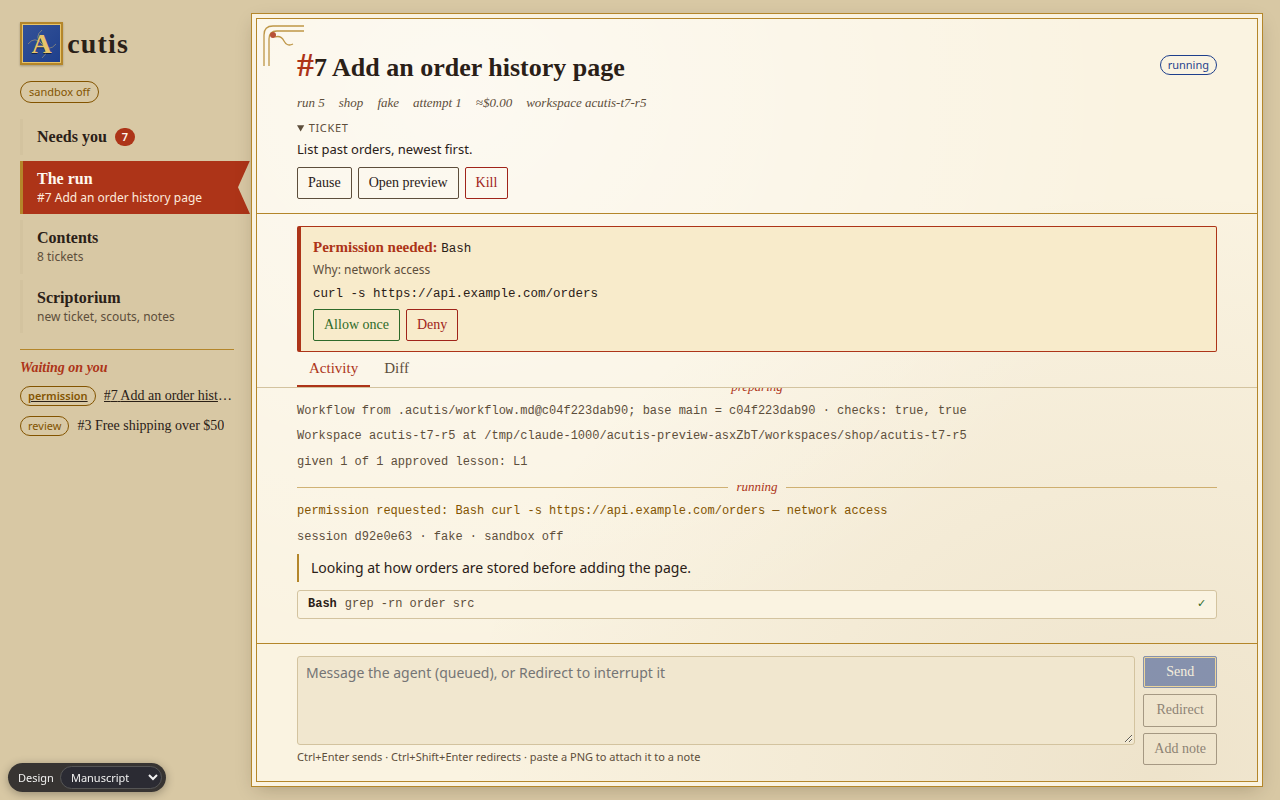 Acutis
sandbox off
Needs you 7
The run
#7 Add an order history page
Contents
8 tickets
Scriptorium
new ticket, scouts, notes
Waiting on you
permission #7 Add an order hist…
review #3 Free shipping over $50
Design Manuscript
#7 Add an order history page
running
run 5 shop fake attempt 1 ≈$0.00 workspace acutis-t7-r5
▼ TICKET
List past orders, newest first.
Pause Open preview Kill
Permission needed: Bash
Why: network access
curl -s https://api.example.com/orders
Allow once Deny
Activity Diff
preparing
Workflow from .acutis/workflow.md@c04f223dab90; base main = c04f223dab90 · checks: true, true
Workspace acutis-t7-r5 at /tmp/claude-1000/acutis-preview-asxZbT/workspaces/shop/acutis-t7-r5
given 1 of 1 approved lesson: L1
running
permission requested: Bash curl -s https://api.example.com/orders — network access
session d92e0e63 · fake · sandbox off
Looking at how orders are stored before adding the page.
Bash grep -rn order src ✓
Message the agent (queued), or Redirect to interrupt it
Send
Redirect
Add note
Ctrl+Enter sends · Ctrl+Shift+Enter redirects · paste a PNG to attach it to a note